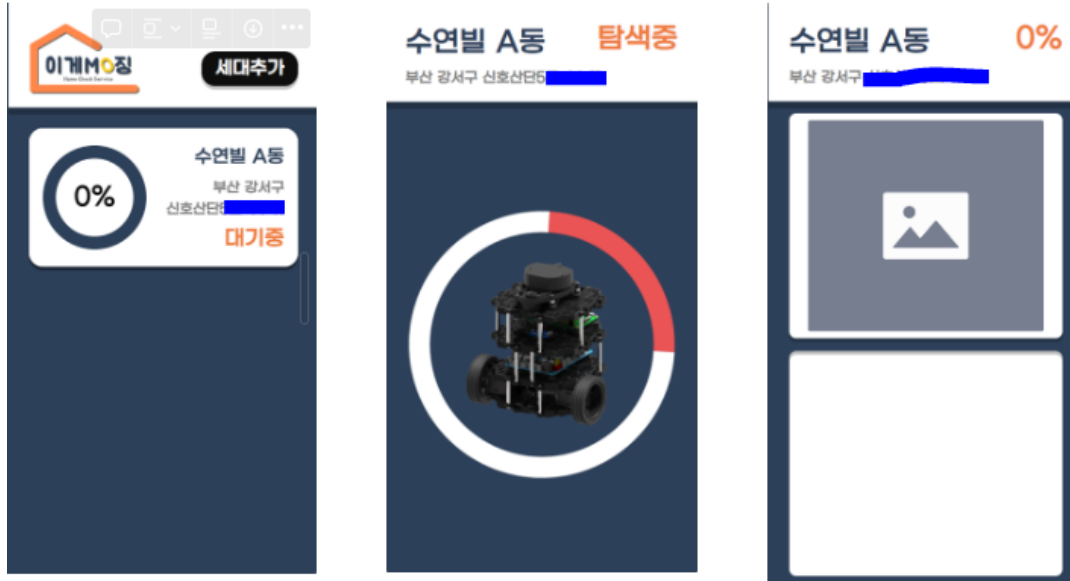 이게MO징
Home Check Service
세대추가
0%
수연빌 A동
부산 강서구
신호산단
대기중
수연빌 A동
탐색중
부산 강서구 신호산단5
수연빌 A동
0%
부산 강서구